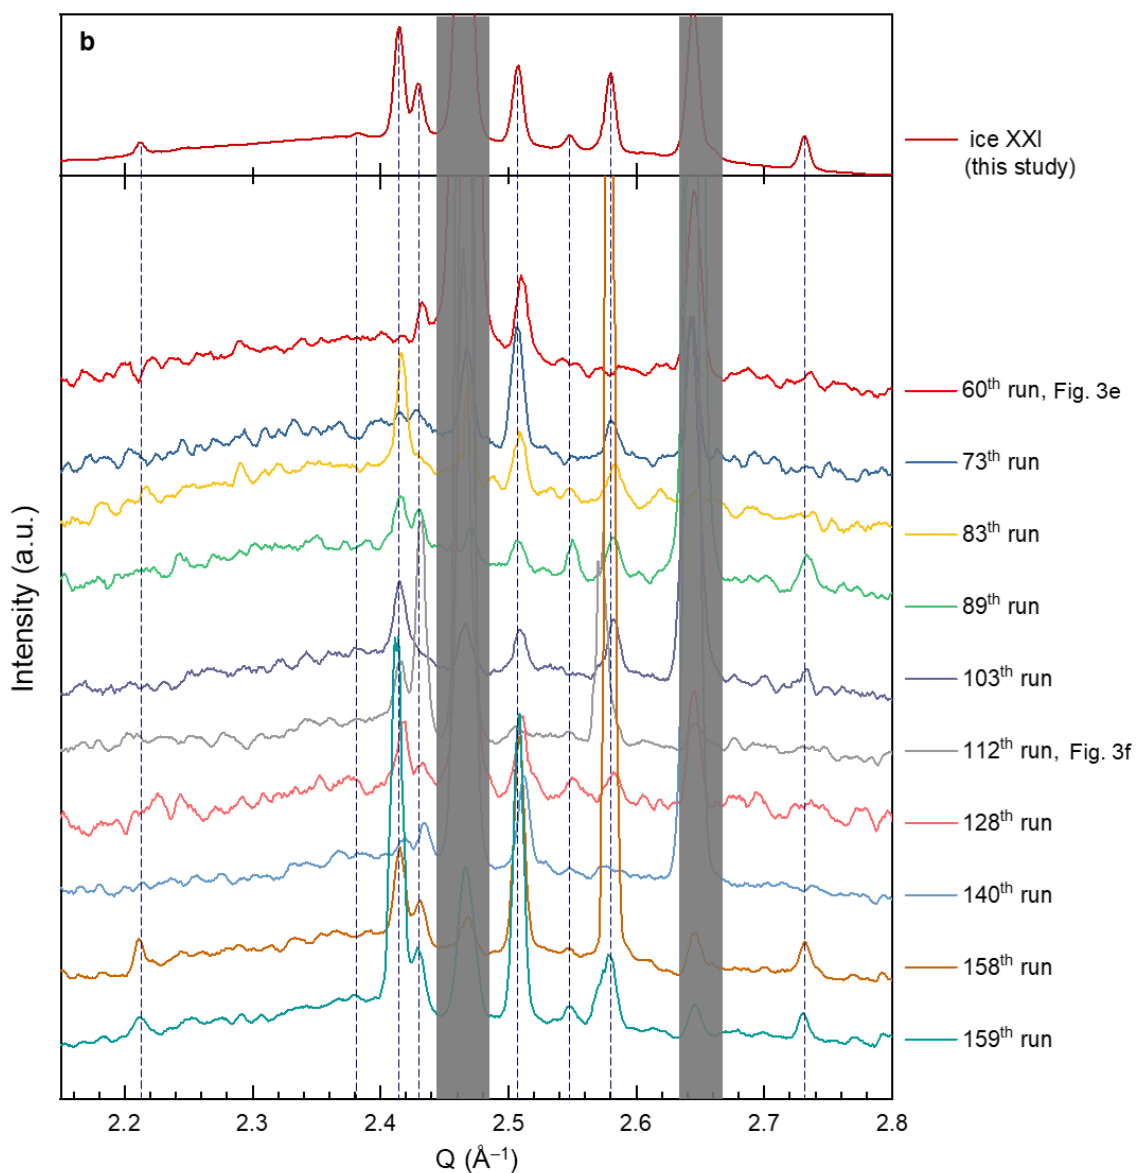 b
ice XXI
(this study)
60th run, Fig. 3e
73th run
83th run
89th run
103th run
112th run, Fig. 3f
128th run
140th run
158th run
159th run
Intensity (a.u.)
2.2 2.3 2.4 2.5 2.6 2.7 2.8
Q (Å⁻¹)